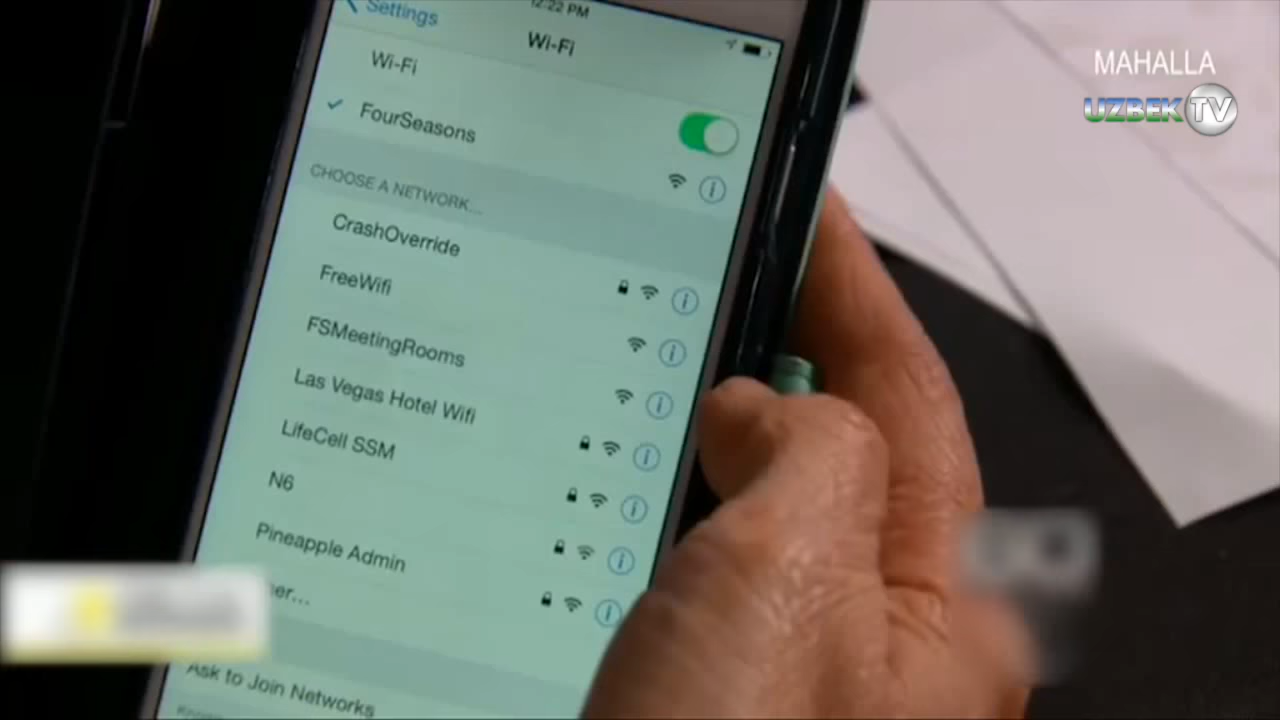 12:22 PM
Settings
Wi-Fi
Wi-Fi
FourSeasons
CHOOSE A NETWORK...
CrashOverride
FreeWifi
FSMeetingRooms
Las Vegas Hotel Wifi
LifeCell SSM
N6
Pineapple Admin
Ask to Join Networks
MAHALLA
UZBEK TV